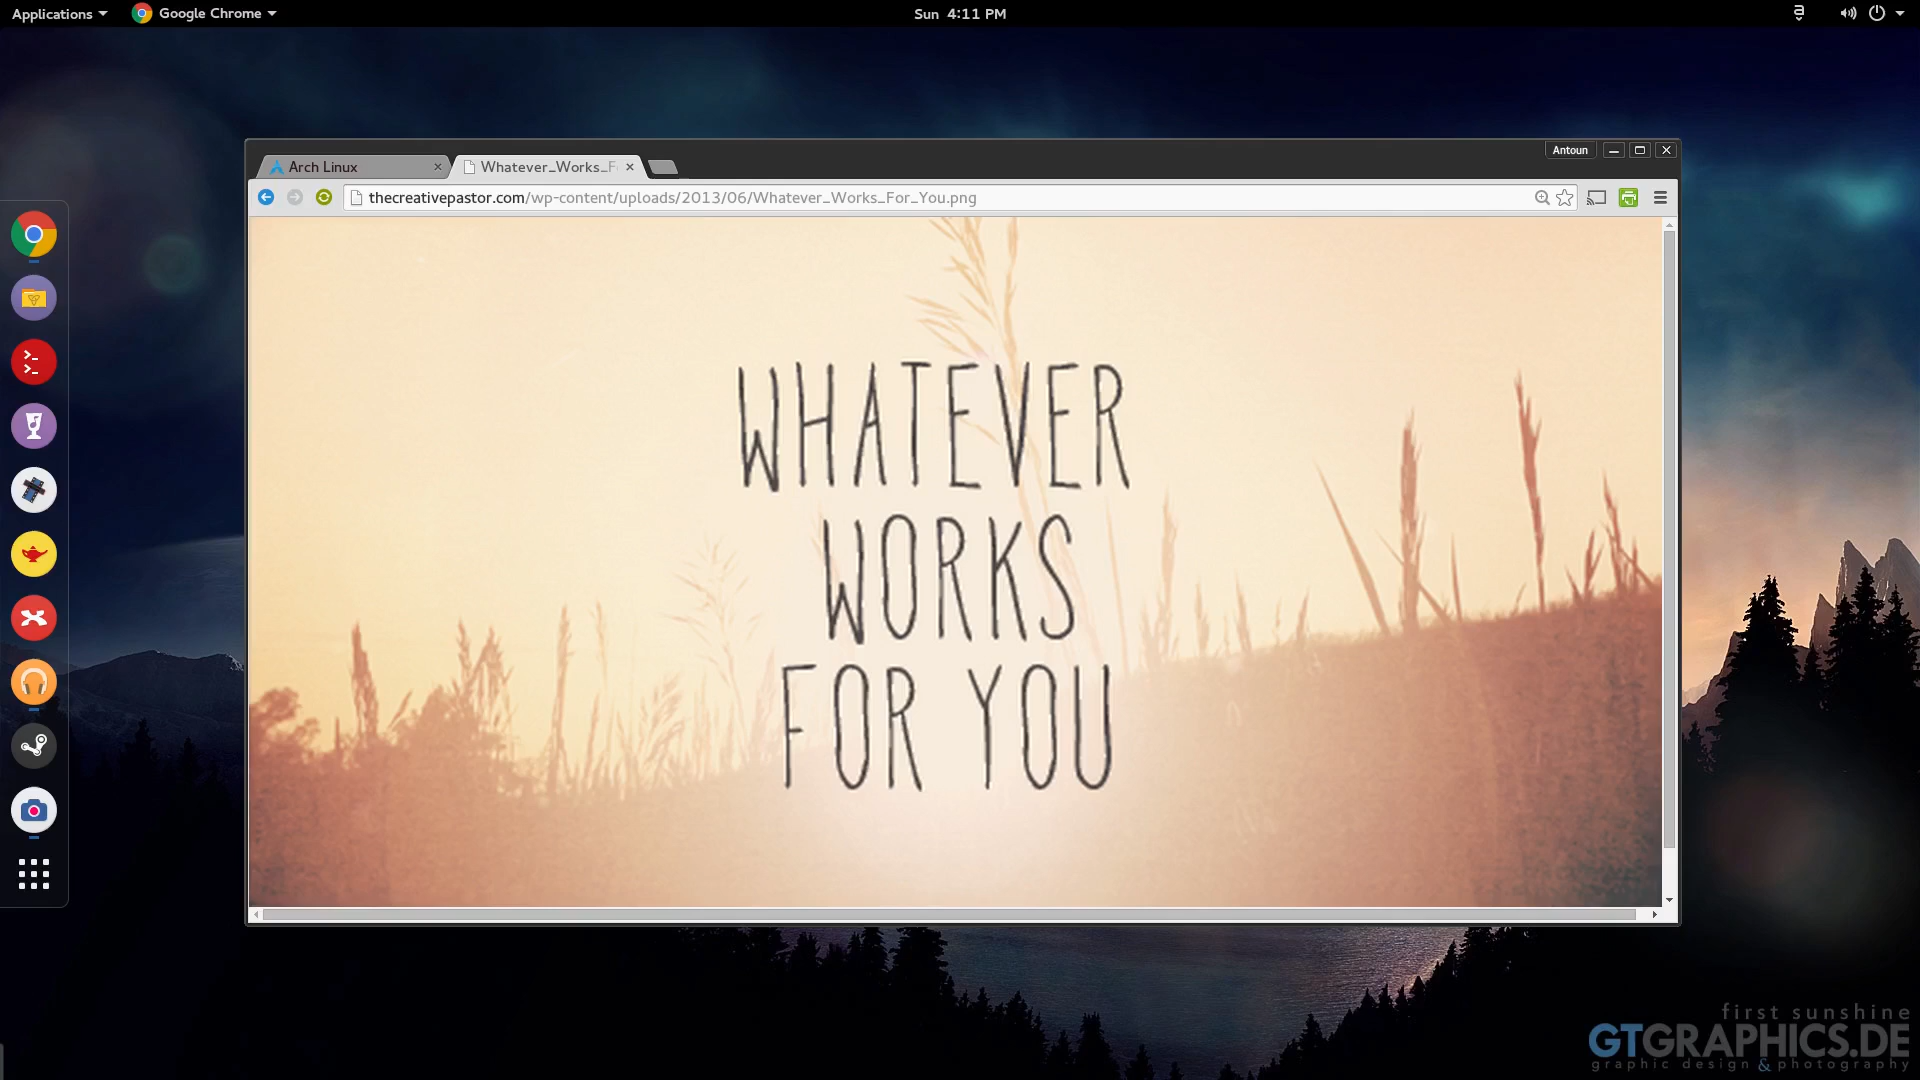 Applications Google Chrome Sun 4:11 PM a
Antoun
Arch Linux Whatever_Works_F
thecreativepastor.com/wp-content/uploads/2013/06/Whatever_Works_For_You.png
WHATEVER
WORKS
FOR YOU
first sunshine
GTGRAPHICS.DE
graphic design & photography